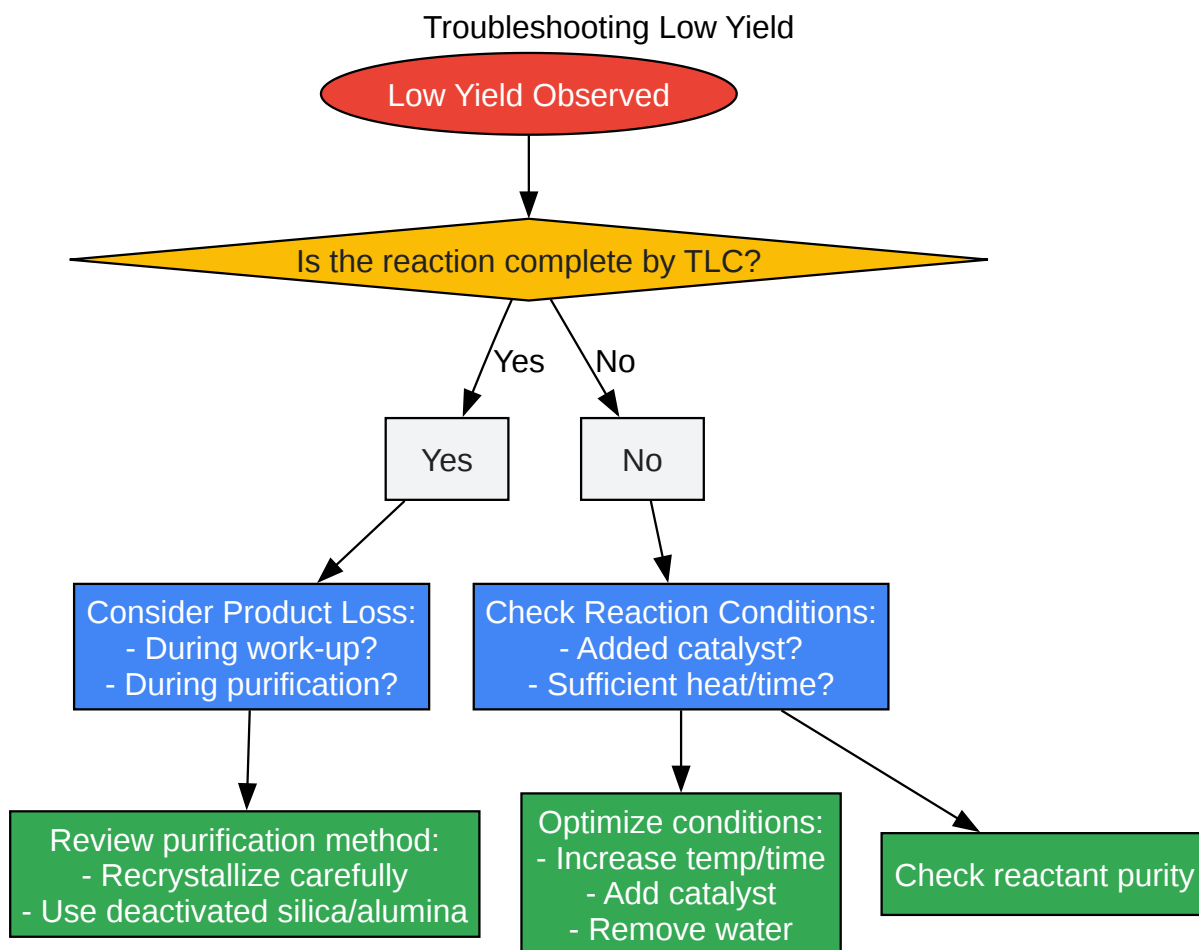 Troubleshooting Low Yield
Low Yield Observed
Is the reaction complete by TLC?
Yes
No
Yes
No
Consider Product Loss:
- During work-up?
- During purification?
Check Reaction Conditions:
- Added catalyst?
- Sufficient heat/time?
Review purification method:
- Recrystallize carefully
- Use deactivated silica/alumina
Optimize conditions:
- Increase temp/time
- Add catalyst
- Remove water
Check reactant purity